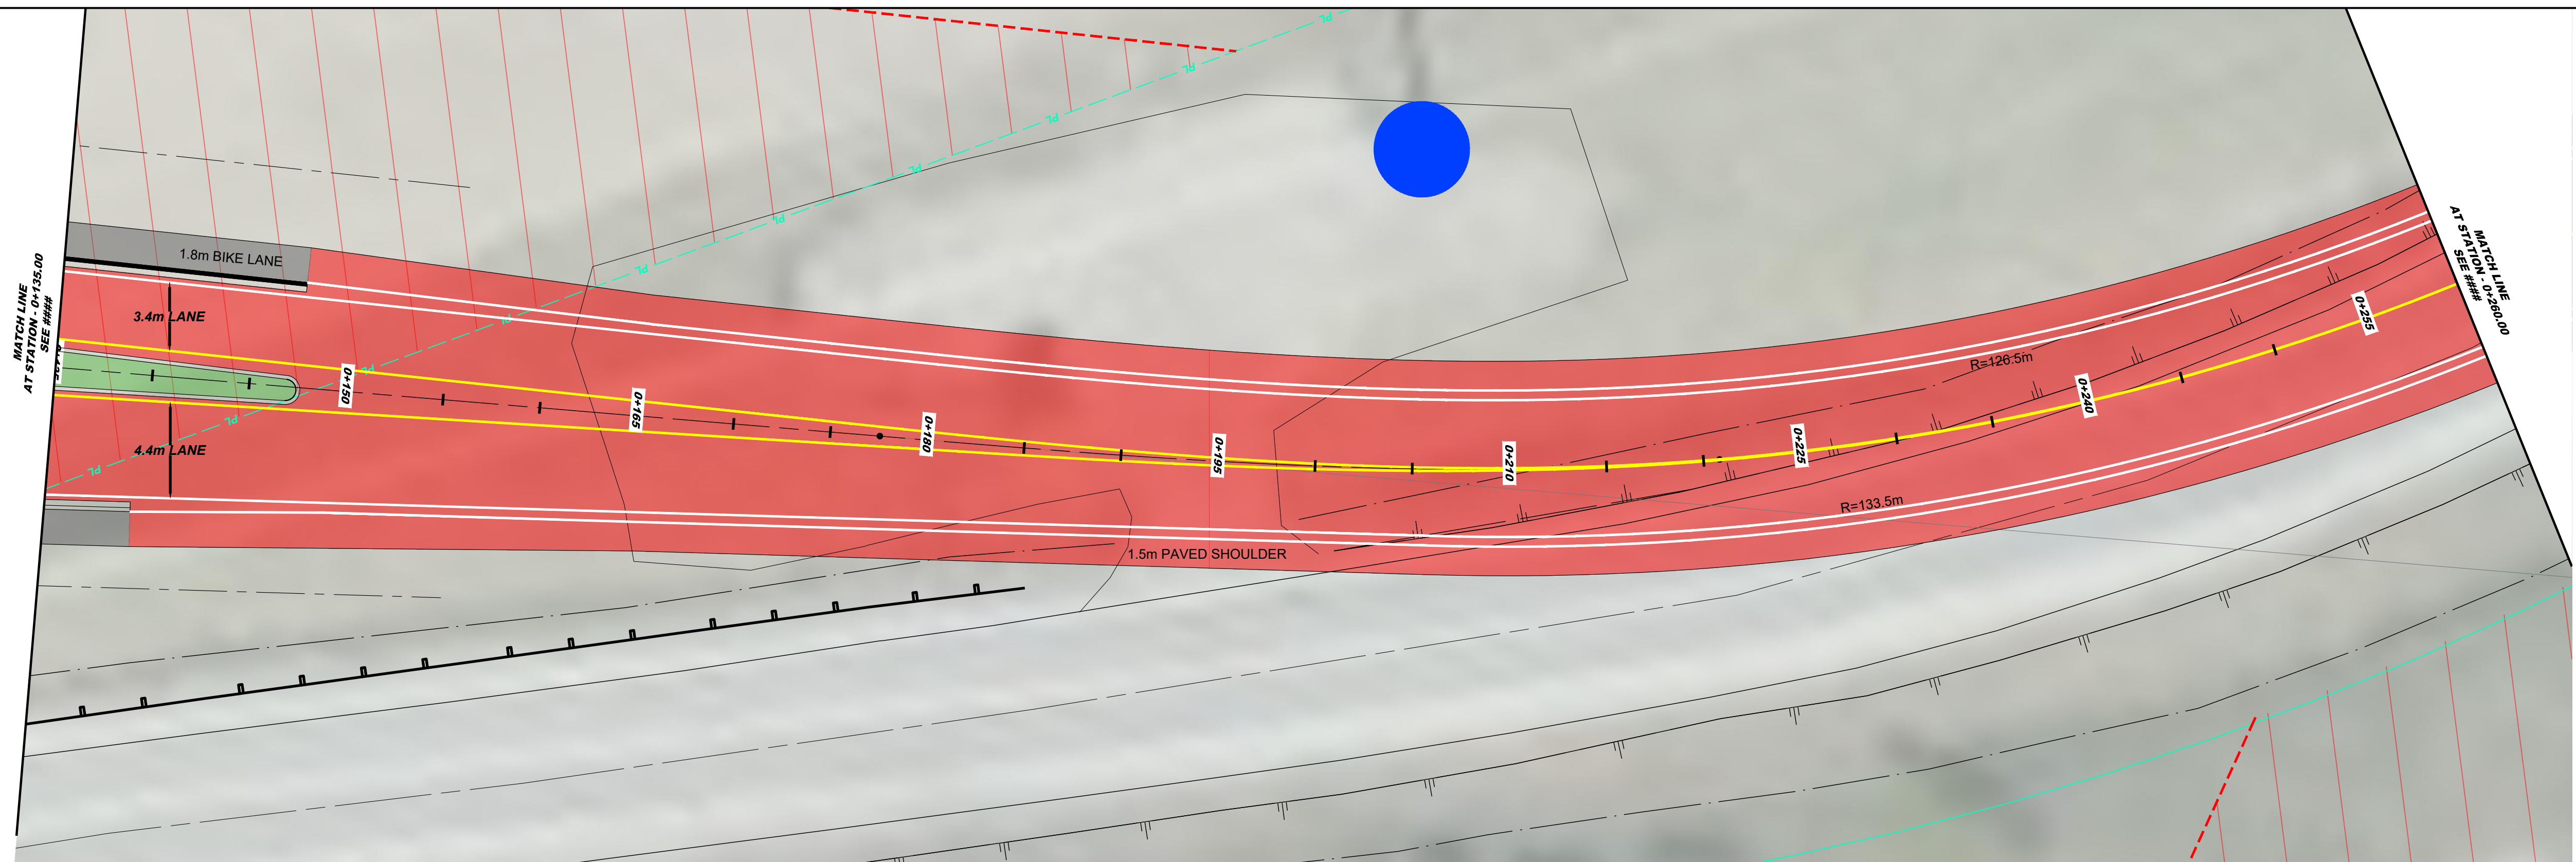 MATCH LINE
AT STATION - 0+135.00
SEE ####
1.8m BIKE LANE
3.4m LANE
4.4m LANE
PL
PL
PL
PL
PL
PL
PL
PL
PL
PL
0+150
0+165
0+180
0+195
0+210
0+225
0+240
0+255
1.5m PAVED SHOULDER
R=126.5m
R=133.5m
MATCH LINE
AT STATION - 0+260.00
SEE ####